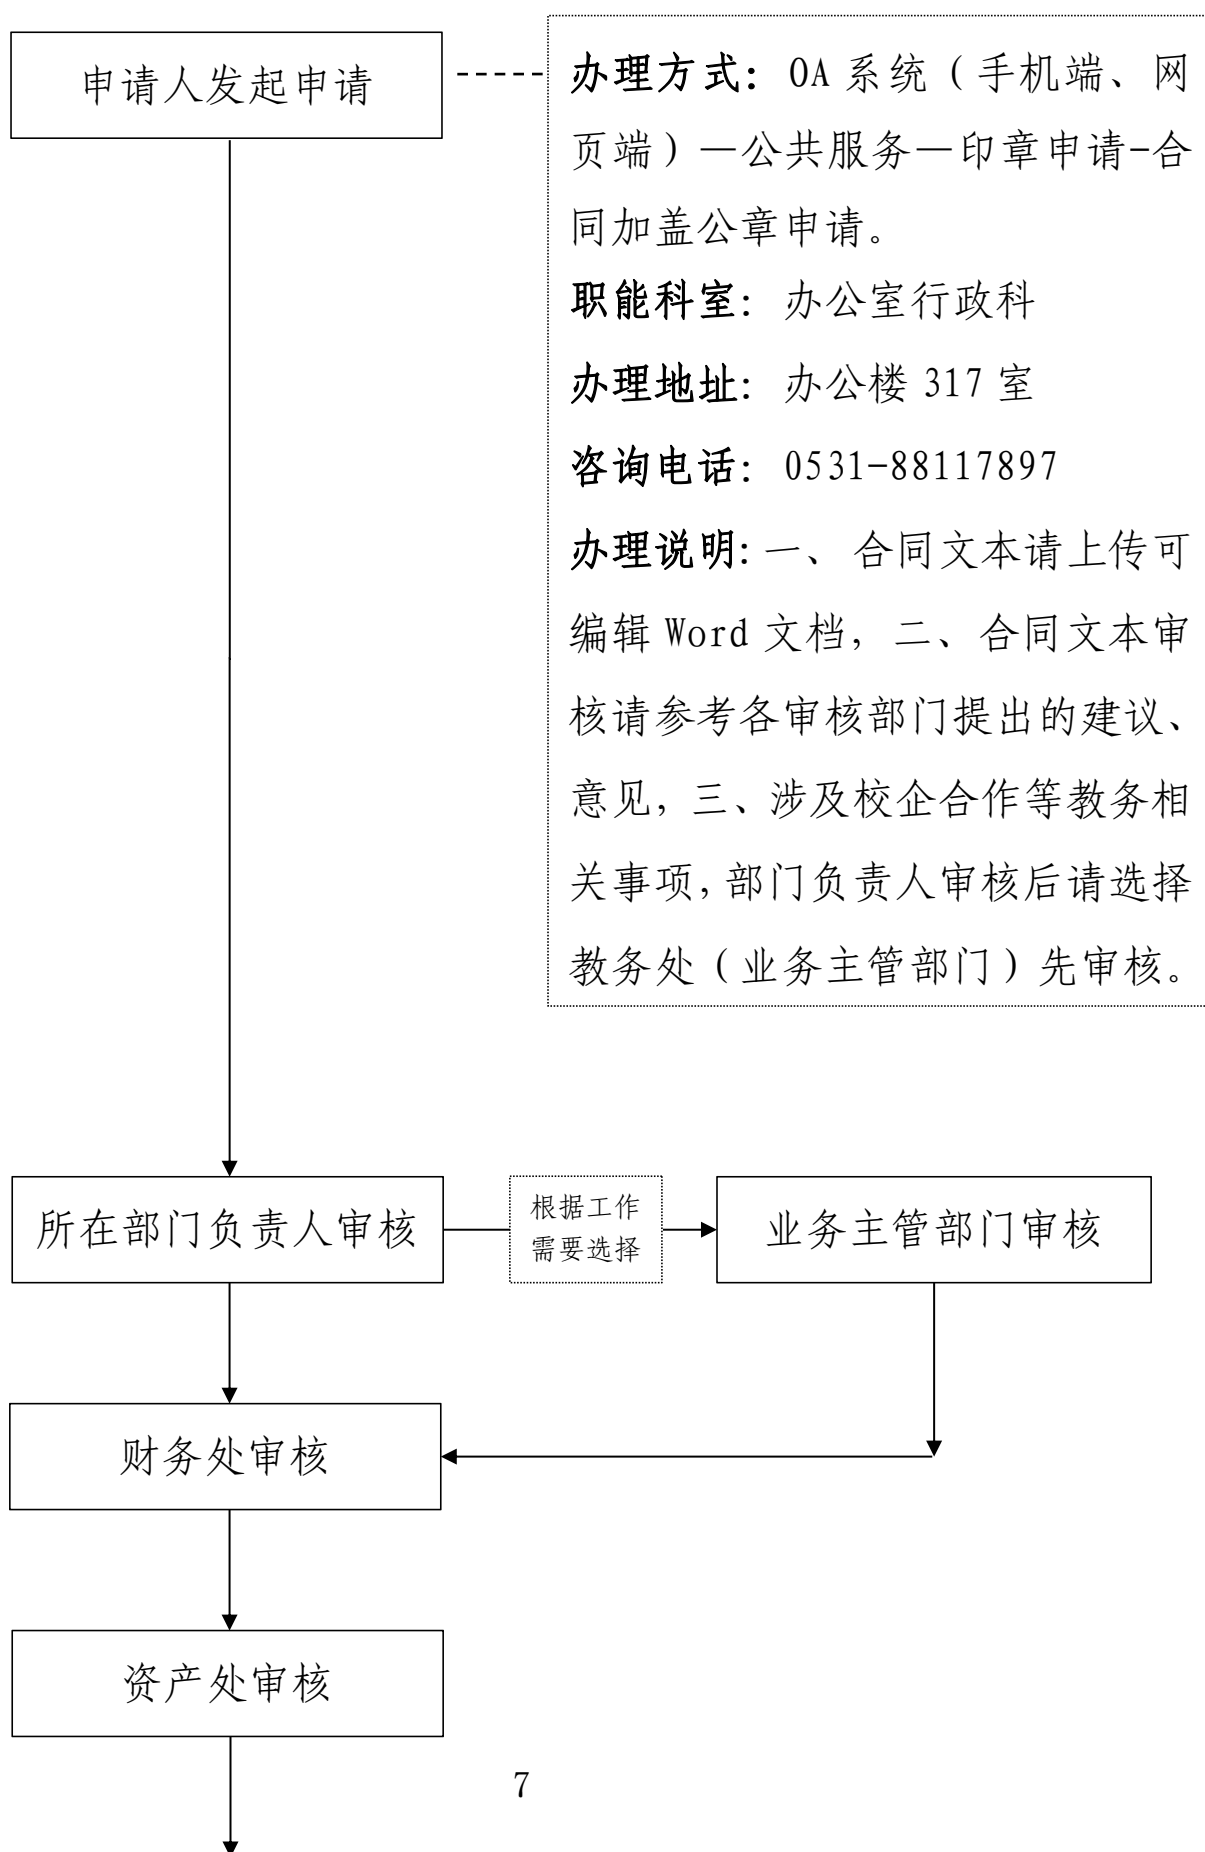 申请人发起申请
办理方式：OA 系统（手机端、网
页端）—公共服务—印章申请-合
同加盖公章申请。
职能科室：办公室行政科
办理地址：办公楼 317 室
咨询电话：0531-88117897
办理说明：一、合同文本请上传可
编辑 Word 文档，二、合同文本审
核请参考各审核部门提出的建议、
意见，三、涉及校企合作等教务相
关事项，部门负责人审核后请选择
教务处（业务主管部门）先审核。
所在部门负责人审核
根据工作
需要选择
业务主管部门审核
财务处审核
资产处审核
7